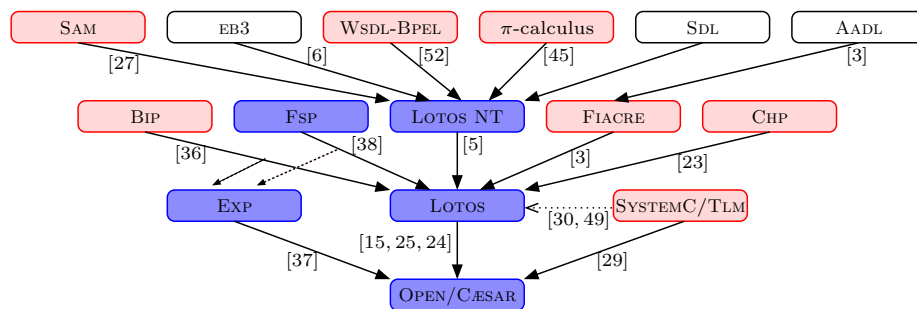 SAM EB3 WSDL-BPEL π-calculus SDL AADL
[27] [6] [52] [45] [3]
BIP FSP LOTOS NT FIACRE CHP
[36] [38] [5] [3] [23]
EXP LOTOS SYSTEMC/TLM
[30, 49]
[37] [15, 25, 24] [29]
OPEN/CÆSAR